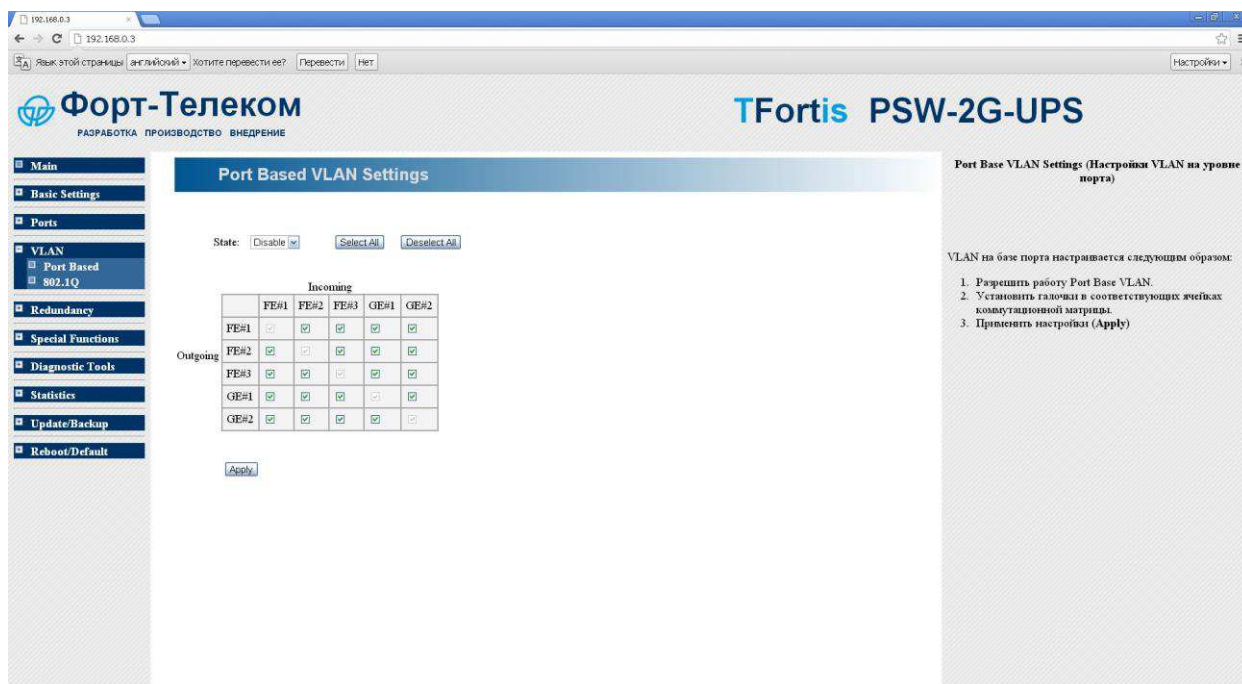 192.168.0.3
192.168.0.3
Язык этой страницы английский Хотите перевести ее? Перевести Нет Настройки
Форт-Телеком
РАЗРАБОТКА ПРОИЗВОДСТВО ВНЕДРЕНИЕ
TFortis PSW-2G-UPS
Main
Basic Settings
Ports
VLAN
Port Based
802.1Q
Redundancy
Special Functions
Diagnostic Tools
Statistics
Update/Backup
Reboot/Default
Port Based VLAN Settings
State: Disable Select All Deselect All
Incoming
FE#1 FE#2 FE#3 GE#1 GE#2
Outgoing
FE#1
FE#2
FE#3
GE#1
GE#2
Apply
Port Base VLAN Settings (Настройки VLAN на уровне
порта)
VLAN на базе порта настраивается следующим образом:
1. Разрешить работу Port Base VLAN.
2. Установить галочки в соответствующих ячейках
коммутационной матрицы.
3. Применить настройки (Apply)